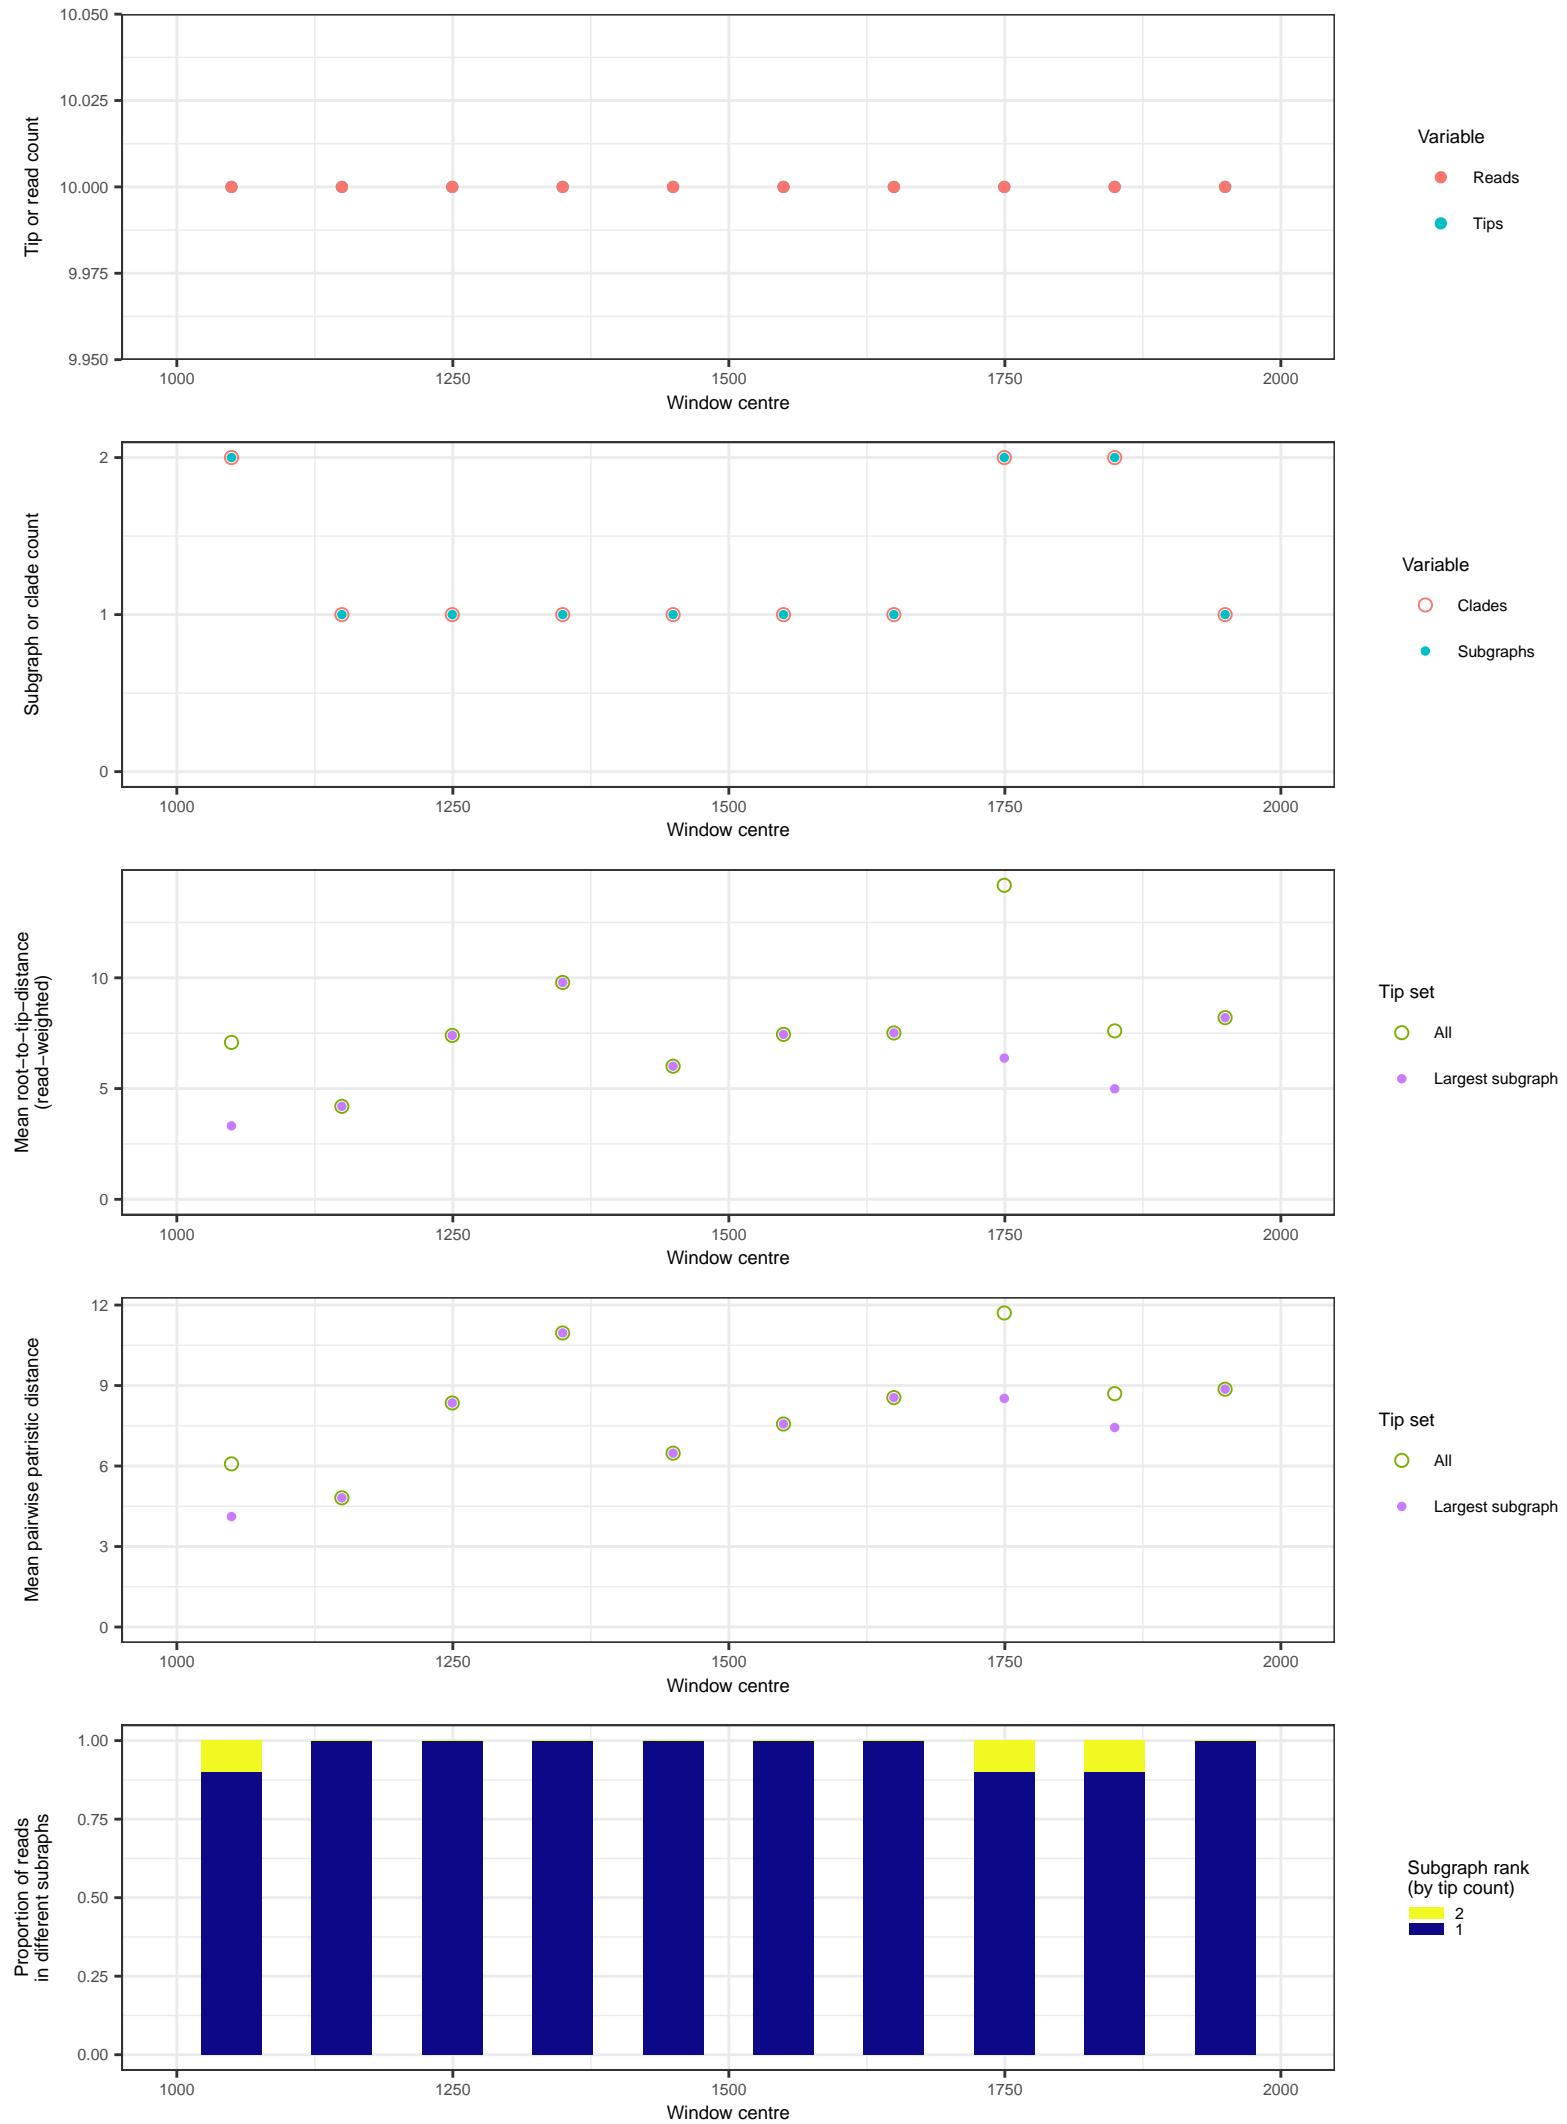 10.050
10.025
10.000
9.975
9.950
Tip or read count
1000 1250 1500 1750 2000
Window centre
Variable
Reads
Tips
2
1
0
Subgraph or clade count
1000 1250 1500 1750 2000
Window centre
Variable
Clades
Subgraphs
10
5
0
Mean root−to−tip−distance
(read−weighted)
1000 1250 1500 1750 2000
Window centre
Tip set
All
Largest subgraph
12
9
6
3
0
Mean pairwise patristic distance
1000 1250 1500 1750 2000
Window centre
Tip set
All
Largest subgraph
1.00
0.75
0.50
0.25
0.00
Proportion of reads
in different subraphs
1000 1250 1500 1750 2000
Window centre
Subgraph rank
(by tip count)
2
1